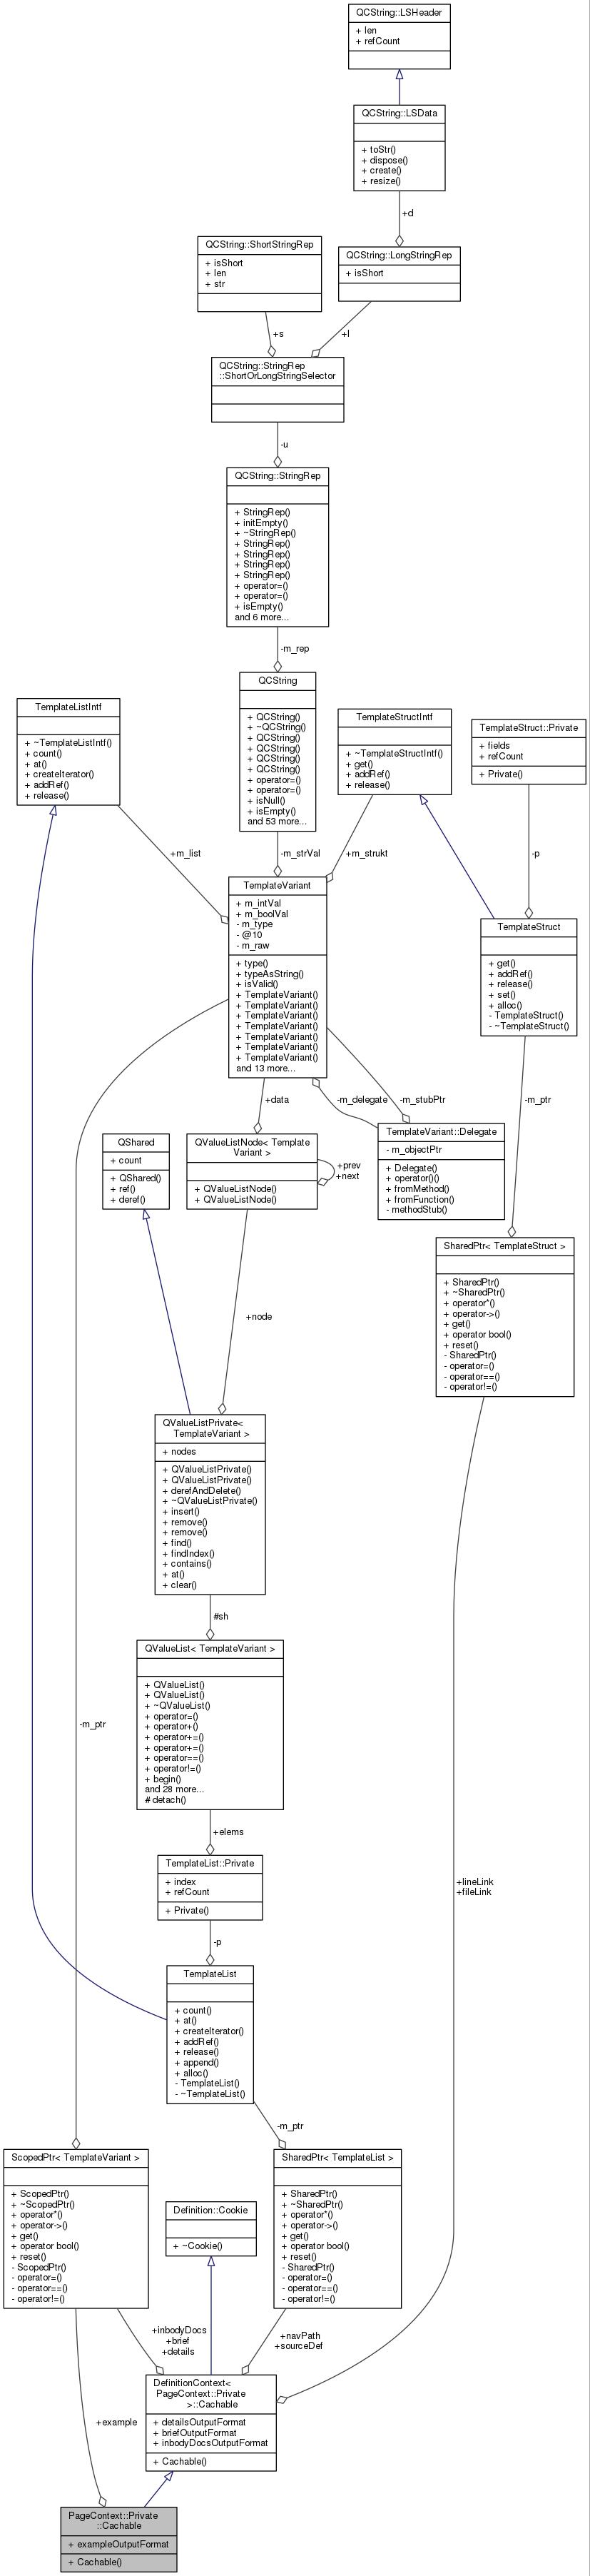 QCString::LSHeader
+ len
+ refCount
QCString::LSData
+ toStr()
+ dispose()
+ create()
+ resize()
+d
QCString::ShortStringRep
+ isShort
+ len
+ str
QCString::LongStringRep
+ isShort
+s
+l
QCString::StringRep
::ShortOrLongStringSelector
-u
QCString::StringRep
+ StringRep()
+ initEmpty()
+ ~StringRep()
+ StringRep()
+ StringRep()
+ StringRep()
+ StringRep()
+ operator=()
+ operator=()
+ isEmpty()
and 6 more...
-m_rep
TemplateListIntf
+ ~TemplateListIntf()
+ count()
+ at()
+ createIterator()
+ addRef()
+ release()
QCString
+ QCString()
+ ~QCString()
+ QCString()
+ QCString()
+ QCString()
+ QCString()
+ operator=()
+ operator=()
+ isNull()
+ isEmpty()
and 53 more...
TemplateStructIntf
+ ~TemplateStructIntf()
+ get()
+ addRef()
+ release()
TemplateStruct::Private
+ fields
+ refCount
+ Private()
+m_list
-m_strVal
+m_strukt
-p
TemplateVariant
+ m_intVal
+ m_boolVal
- m_type
- @10
- m_raw
+ type()
+ typeAsString()
+ isValid()
+ TemplateVariant()
+ TemplateVariant()
+ TemplateVariant()
+ TemplateVariant()
+ TemplateVariant()
+ TemplateVariant()
+ TemplateVariant()
and 13 more...
TemplateStruct
+ get()
+ addRef()
+ release()
+ set()
+ alloc()
- TemplateStruct()
- ~TemplateStruct()
+data
-m_delegate
-m_stubPtr
-m_ptr
QShared
+ count
+ QShared()
+ ref()
+ deref()
QValueListNode< Template
Variant >
+ QValueListNode()
+ QValueListNode()
+prev
+next
TemplateVariant::Delegate
- m_objectPtr
+ Delegate()
+ operator()()
+ fromMethod()
+ fromFunction()
- methodStub()
SharedPtr< TemplateStruct >
+ SharedPtr()
+ ~SharedPtr()
+ operator*()
+ operator->()
+ get()
+ operator bool()
+ reset()
- SharedPtr()
- operator=()
- operator==()
- operator!=()
+node
QValueListPrivate<
TemplateVariant >
+ nodes
+ QValueListPrivate()
+ QValueListPrivate()
+ derefAndDelete()
+ ~QValueListPrivate()
+ insert()
+ remove()
+ remove()
+ find()
+ findIndex()
+ contains()
+ at()
+ clear()
#sh
QValueList< TemplateVariant >
+ QValueList()
+ QValueList()
+ ~QValueList()
+ operator=()
+ operator+()
+ operator+=()
+ operator+=()
+ operator==()
+ operator!=()
+ begin()
and 28 more...
# detach()
-m_ptr
+elems
TemplateList::Private
+ index
+ refCount
+ Private()
+lineLink
+fileLink
-p
TemplateList
+ count()
+ at()
+ createIterator()
+ addRef()
+ release()
+ append()
+ alloc()
- TemplateList()
- ~TemplateList()
-m_ptr
ScopedPtr< TemplateVariant >
+ ScopedPtr()
+ ~ScopedPtr()
+ operator*()
+ operator->()
+ get()
+ operator bool()
+ reset()
- ScopedPtr()
- operator=()
- operator==()
- operator!=()
Definition::Cookie
+ ~Cookie()
SharedPtr< TemplateList >
+ SharedPtr()
+ ~SharedPtr()
+ operator*()
+ operator->()
+ get()
+ operator bool()
+ reset()
- SharedPtr()
- operator=()
- operator==()
- operator!=()
+inbodyDocs
+brief
+details
+navPath
+sourceDef
DefinitionContext<
PageContext::Private
>::Cachable
+ detailsOutputFormat
+ briefOutputFormat
+ inbodyDocsOutputFormat
+ Cachable()
+example
PageContext::Private
::Cachable
+ exampleOutputFormat
+ Cachable()